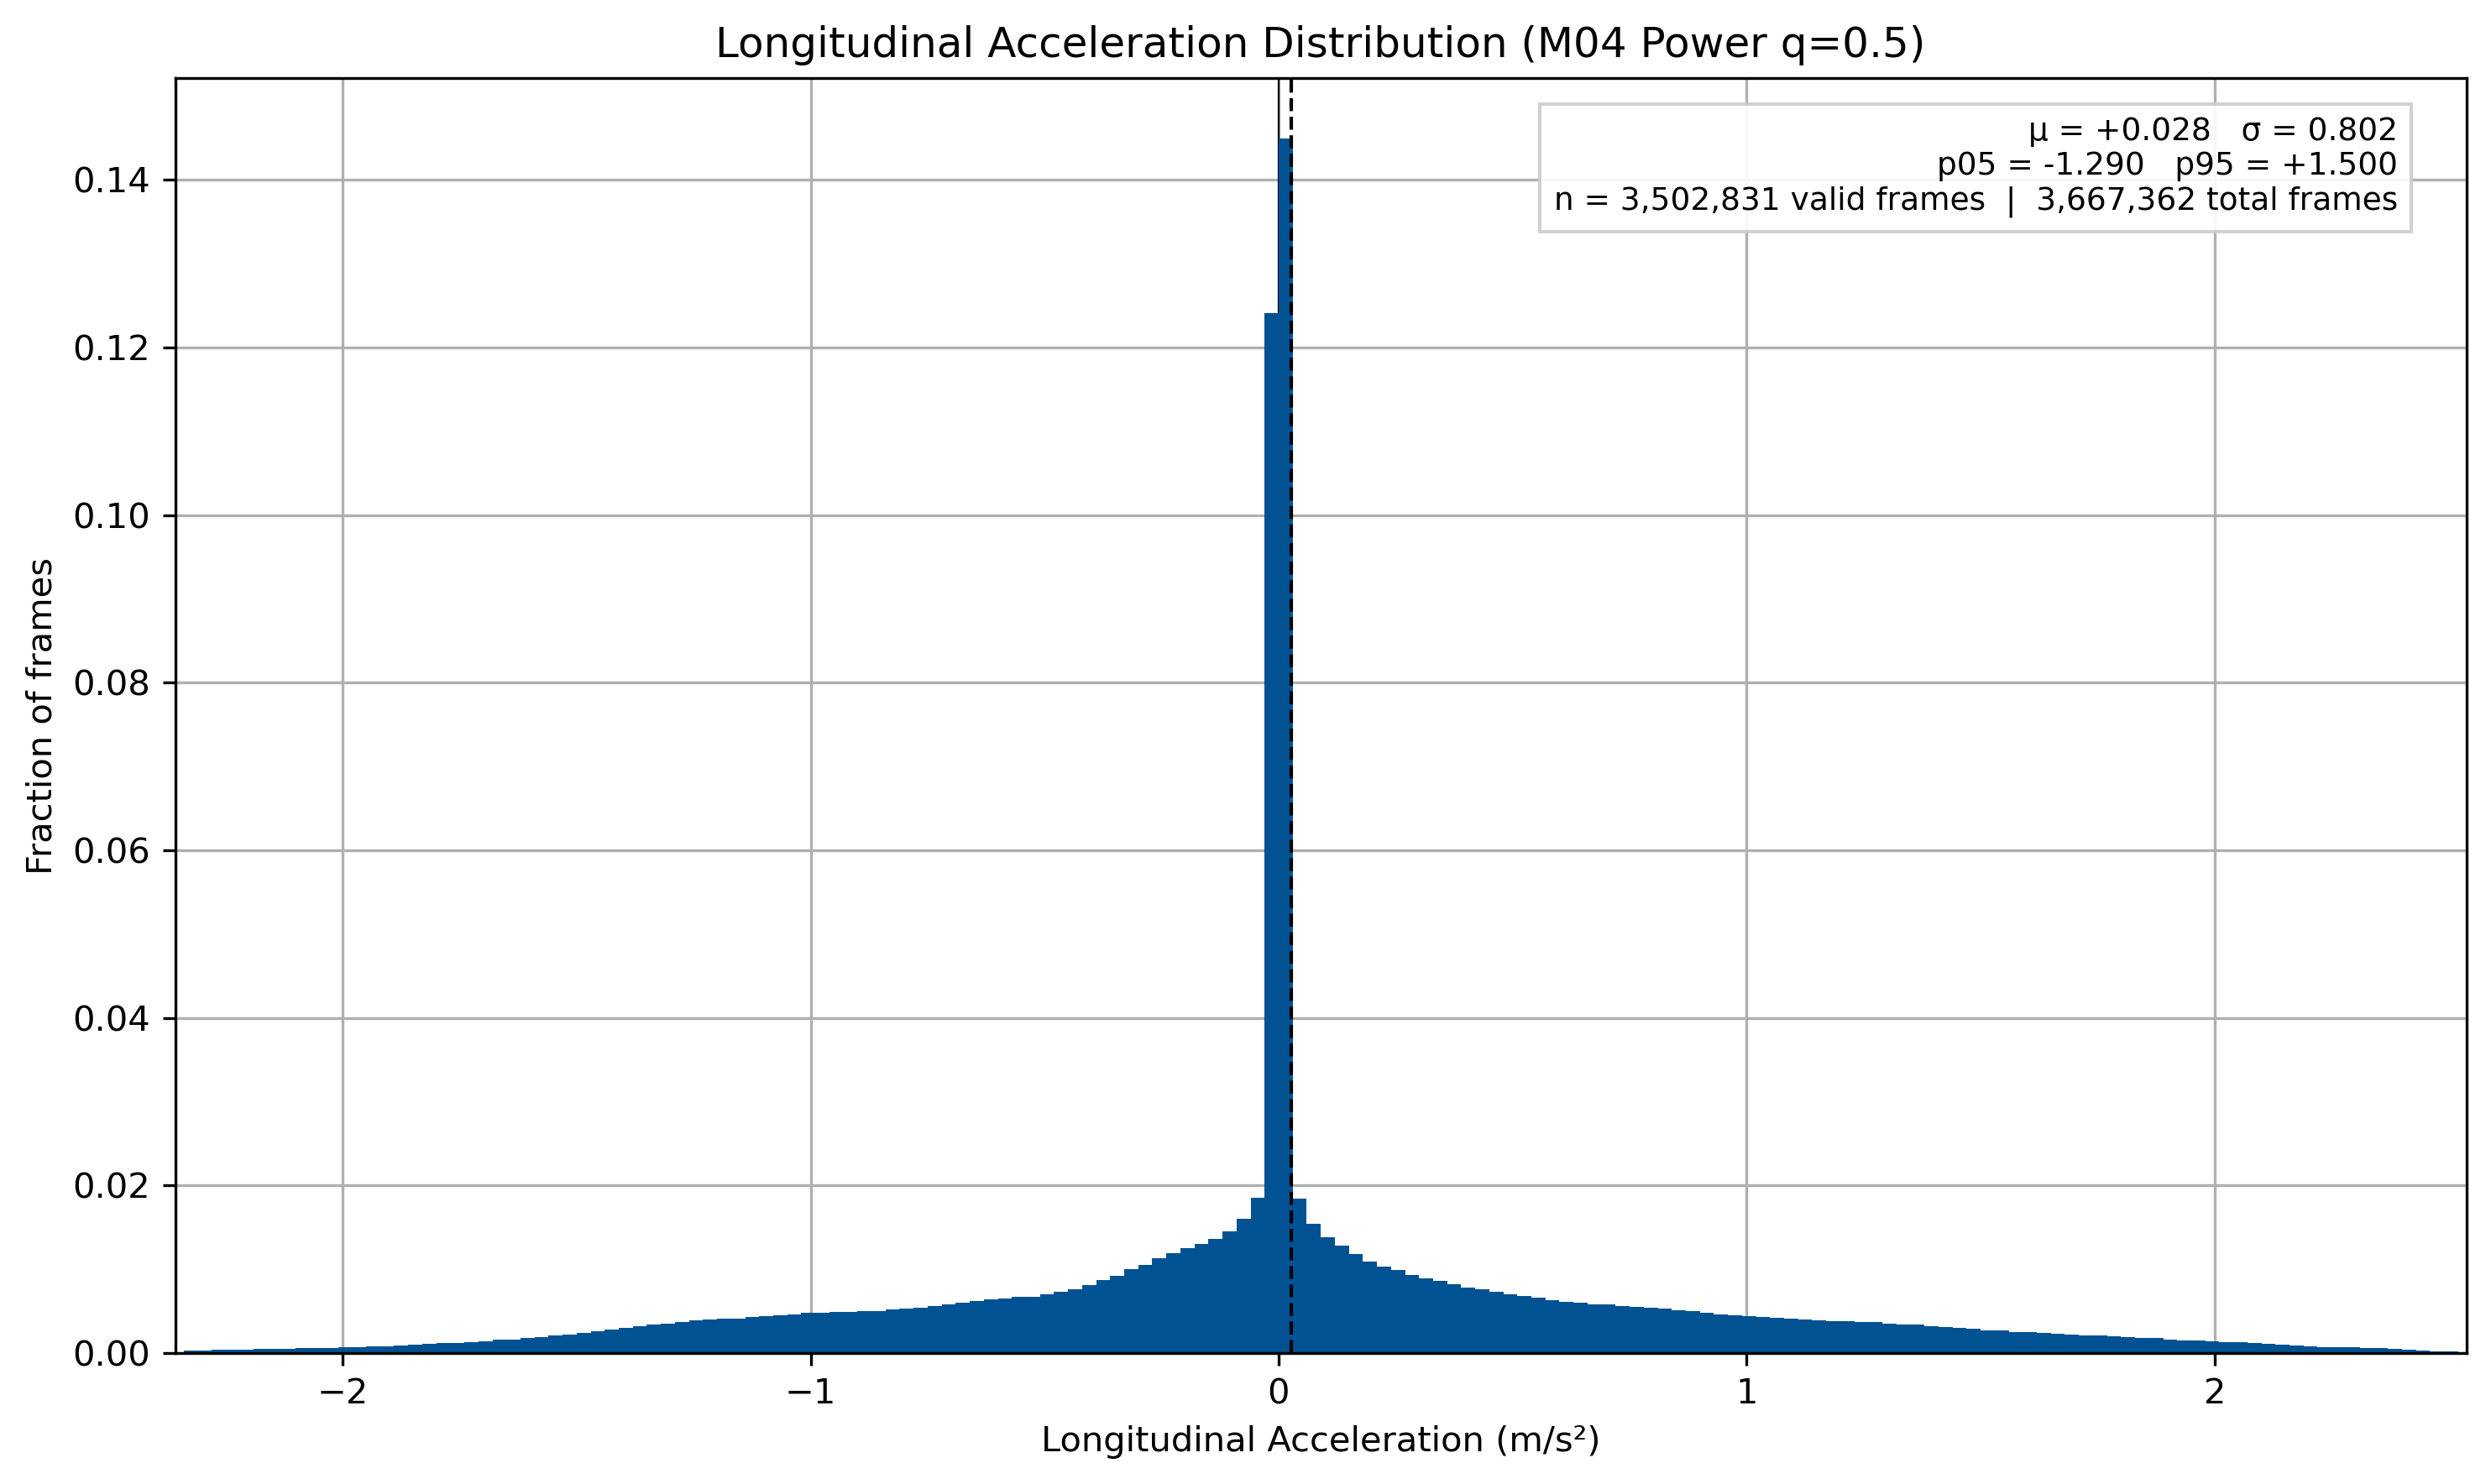 Longitudinal Acceleration Distribution (M04 Power q=0.5)
μ = +0.028   σ = 0.802
p05 = -1.290   p95 = +1.500
n = 3,502,831 valid frames  |  3,667,362 total frames
Fraction of frames
0.14
0.12
0.10
0.08
0.06
0.04
0.02
0.00
−2 −1 0 1 2
Longitudinal Acceleration (m/s²)